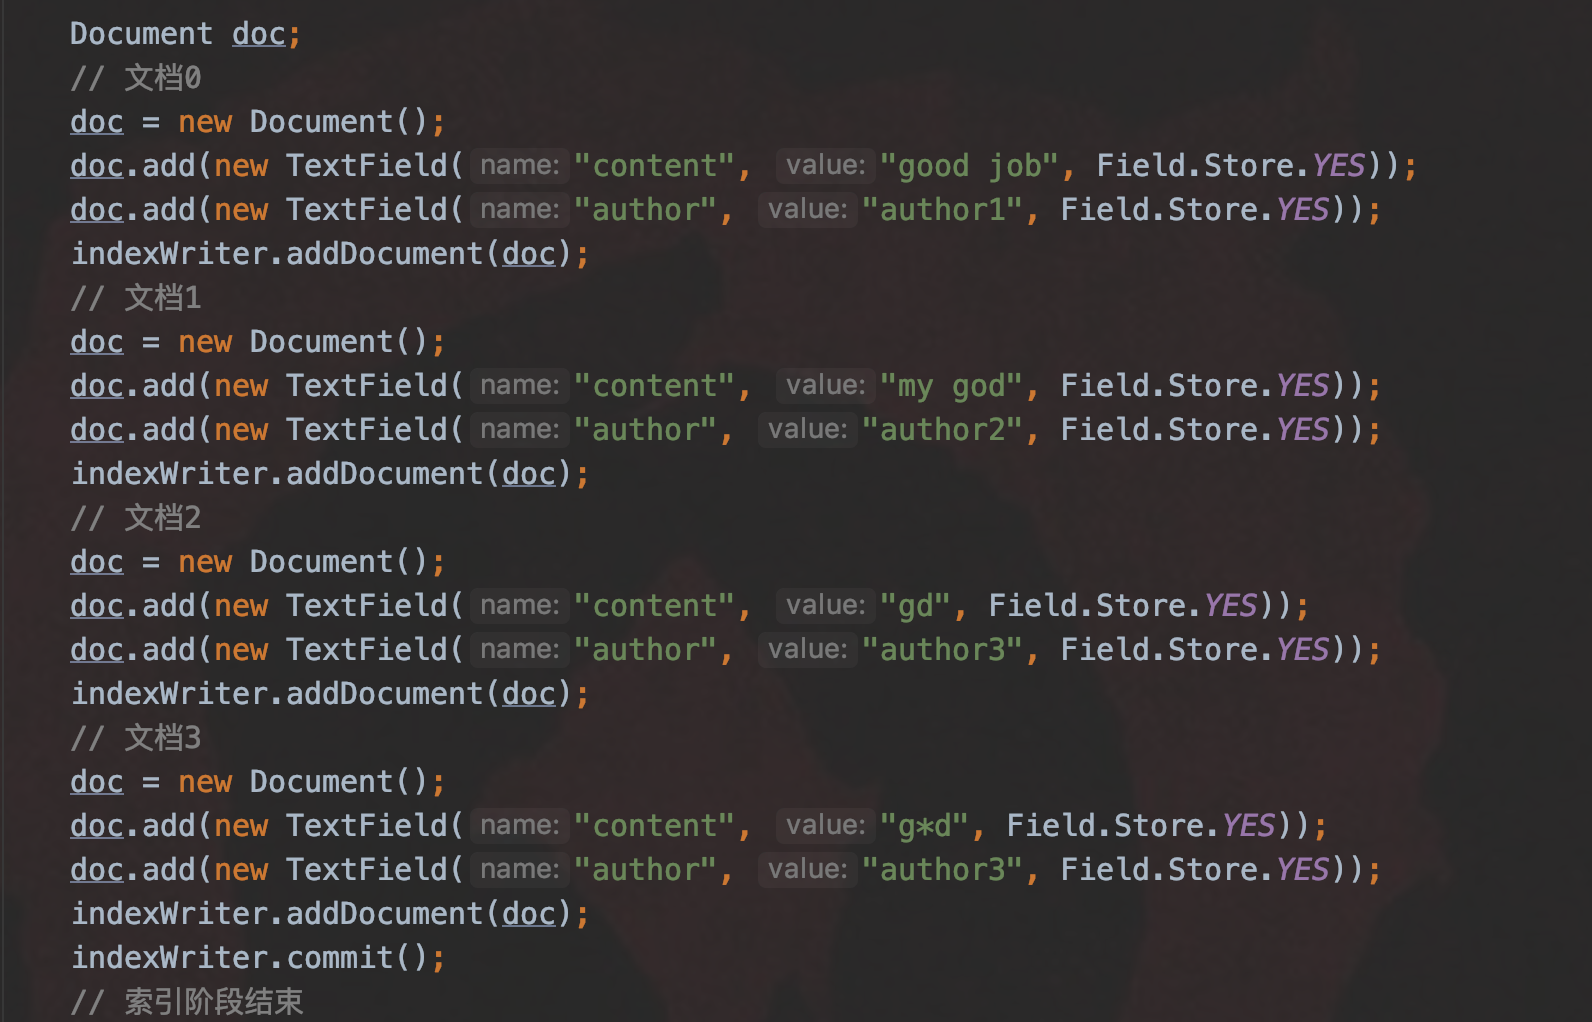 Document doc;
// 文档0
doc = new Document();
doc.add(new TextField( name: "content", value: "good job", Field.Store.YES));
doc.add(new TextField( name: "author", value: "author1", Field.Store.YES));
indexWriter.addDocument(doc);
// 文档1
doc = new Document();
doc.add(new TextField( name: "content", value: "my god", Field.Store.YES));
doc.add(new TextField( name: "author", value: "author2", Field.Store.YES));
indexWriter.addDocument(doc);
// 文档2
doc = new Document();
doc.add(new TextField( name: "content", value: "gd", Field.Store.YES));
doc.add(new TextField( name: "author", value: "author3", Field.Store.YES));
indexWriter.addDocument(doc);
// 文档3
doc = new Document();
doc.add(new TextField( name: "content", value: "g*d", Field.Store.YES));
doc.add(new TextField( name: "author", value: "author3", Field.Store.YES));
indexWriter.addDocument(doc);
indexWriter.commit();
// 索引阶段结束